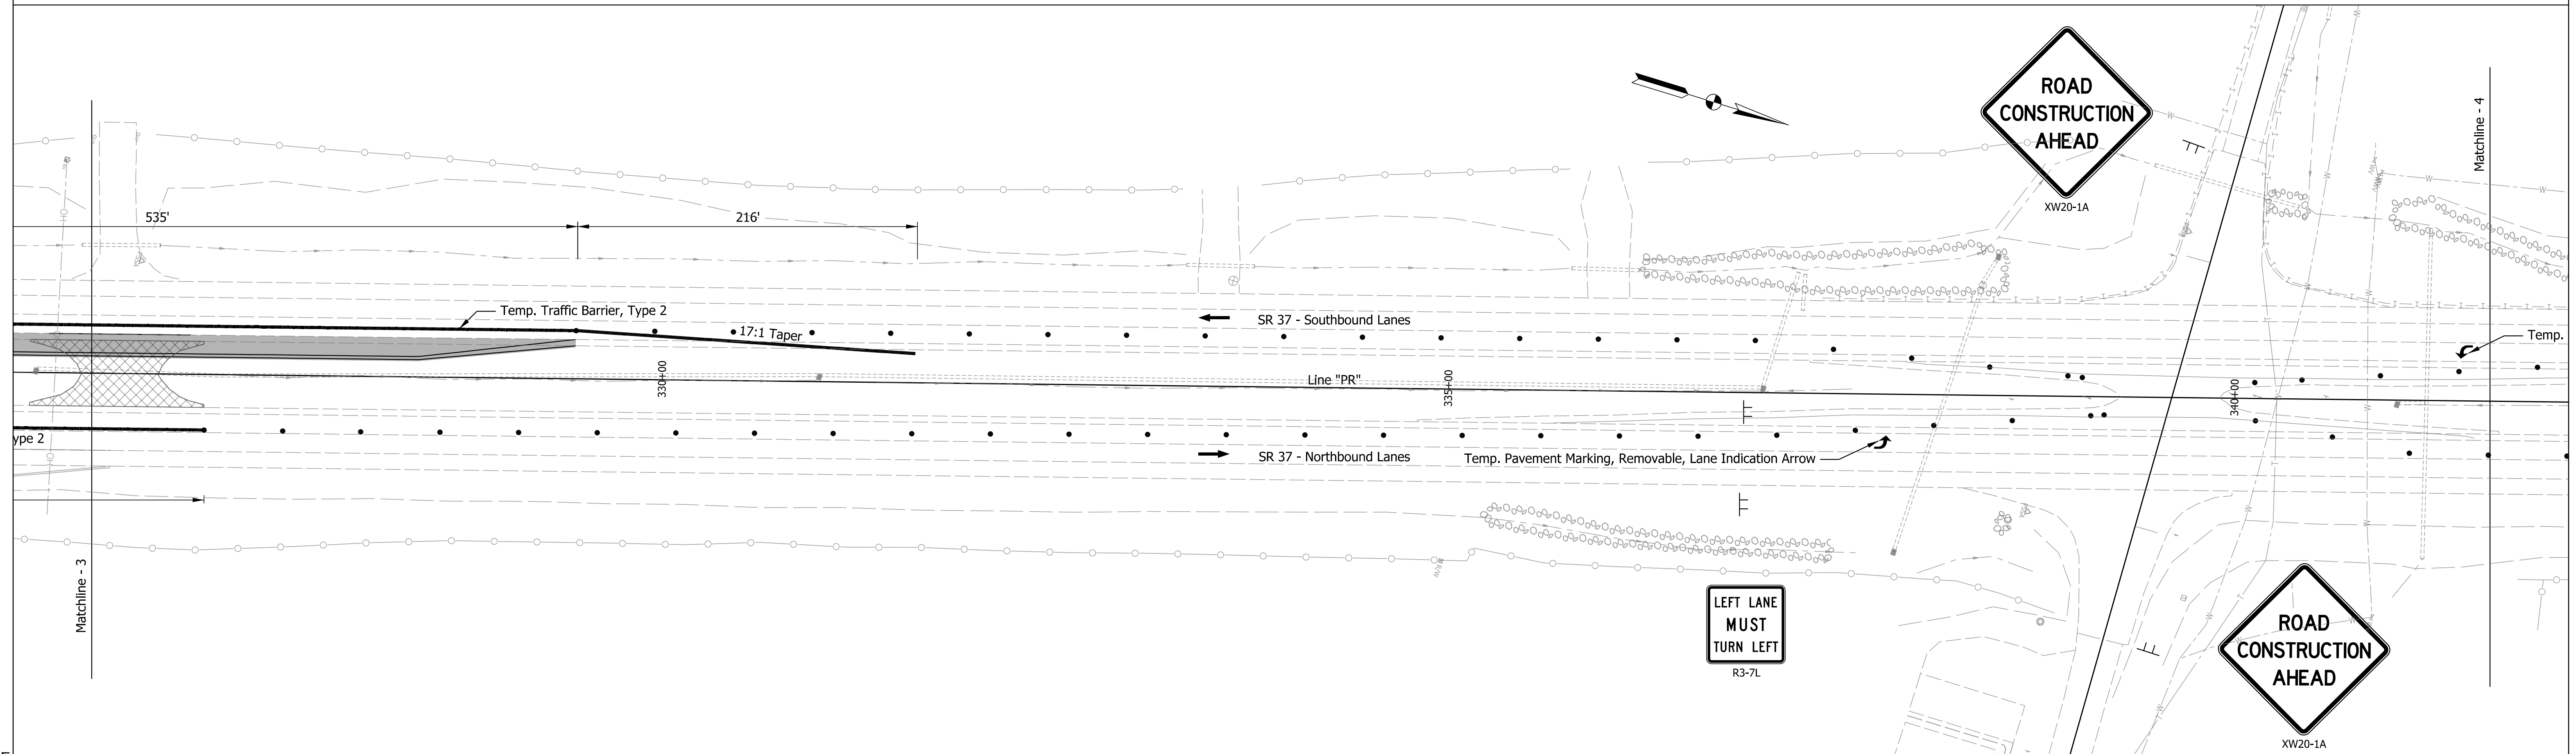 ROAD
CONSTRUCTION
AHEAD
XW20-1A
Matchline - 4
535'
216'
Temp. Traffic Barrier, Type 2
17:1 Taper
SR 37 - Southbound Lanes
Temp.
Line "PR"
330+00
335+00
340+00
ype 2
SR 37 - Northbound Lanes
Temp. Pavement Marking, Removable, Lane Indication Arrow
Matchline - 3
R/W
LEFT LANE
MUST
TURN LEFT
R3-7L
ROAD
CONSTRUCTION
AHEAD
XW20-1A